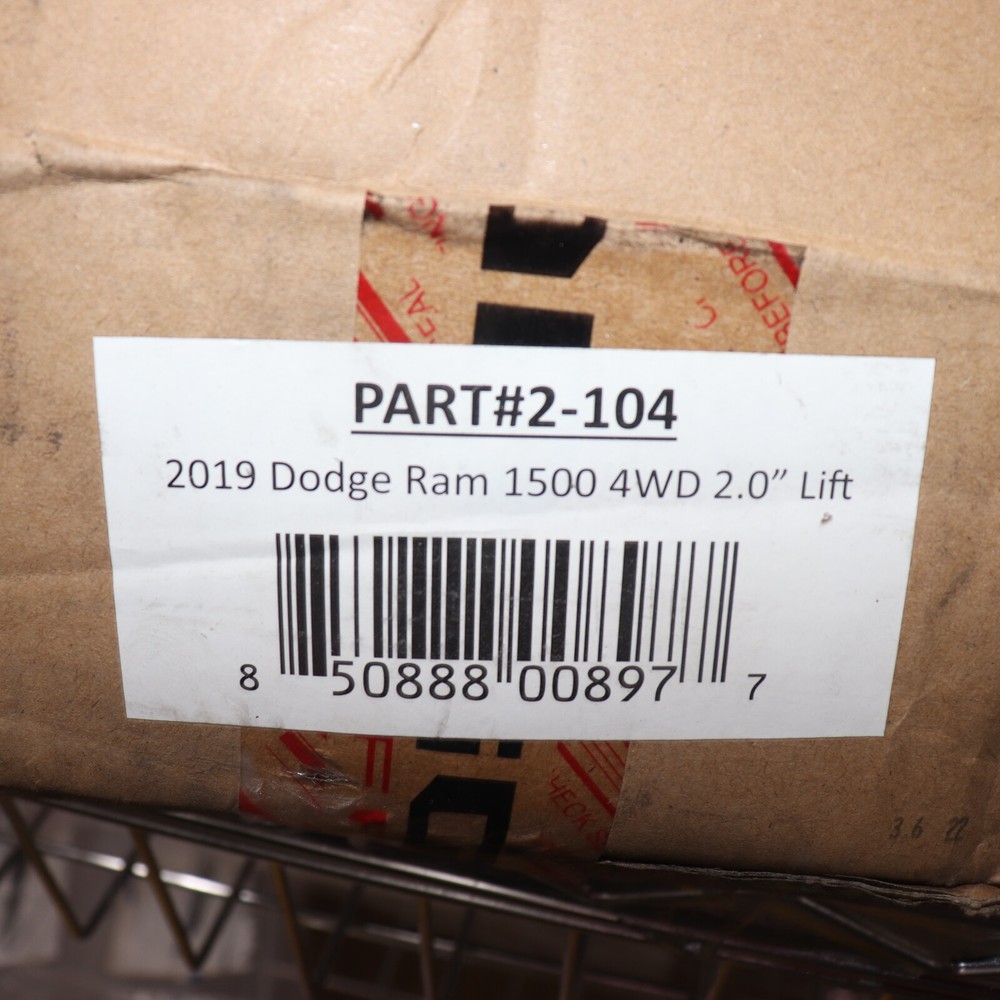 PART#2-104
2019 Dodge Ram 1500 4WD 2.0” Lift
8 50888 00897 7